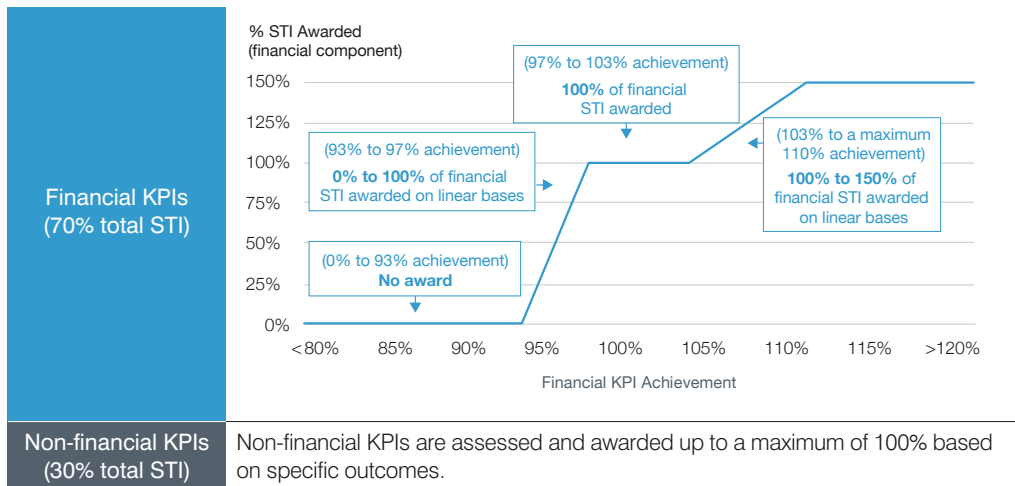 % STI Awarded
(financial component)
150%
125%
100%
75%
50%
25%
0%
(97% to 103% achievement)
100% of financial
STI awarded
(93% to 97% achievement)
0% to 100% of financial
STI awarded on linear bases
(103% to a maximum
110% achievement)
100% to 150% of
financial STI awarded
on linear bases
(0% to 93% achievement)
No award
<80%
85%
90%
95%
100%
105%
110%
115%
>120%
Financial KPI Achievement
Financial KPIs
(70% total STI)
Non-financial KPIs
(30% total STI)
Non-financial KPIs are assessed and awarded up to a maximum of 100% based
on specific outcomes.